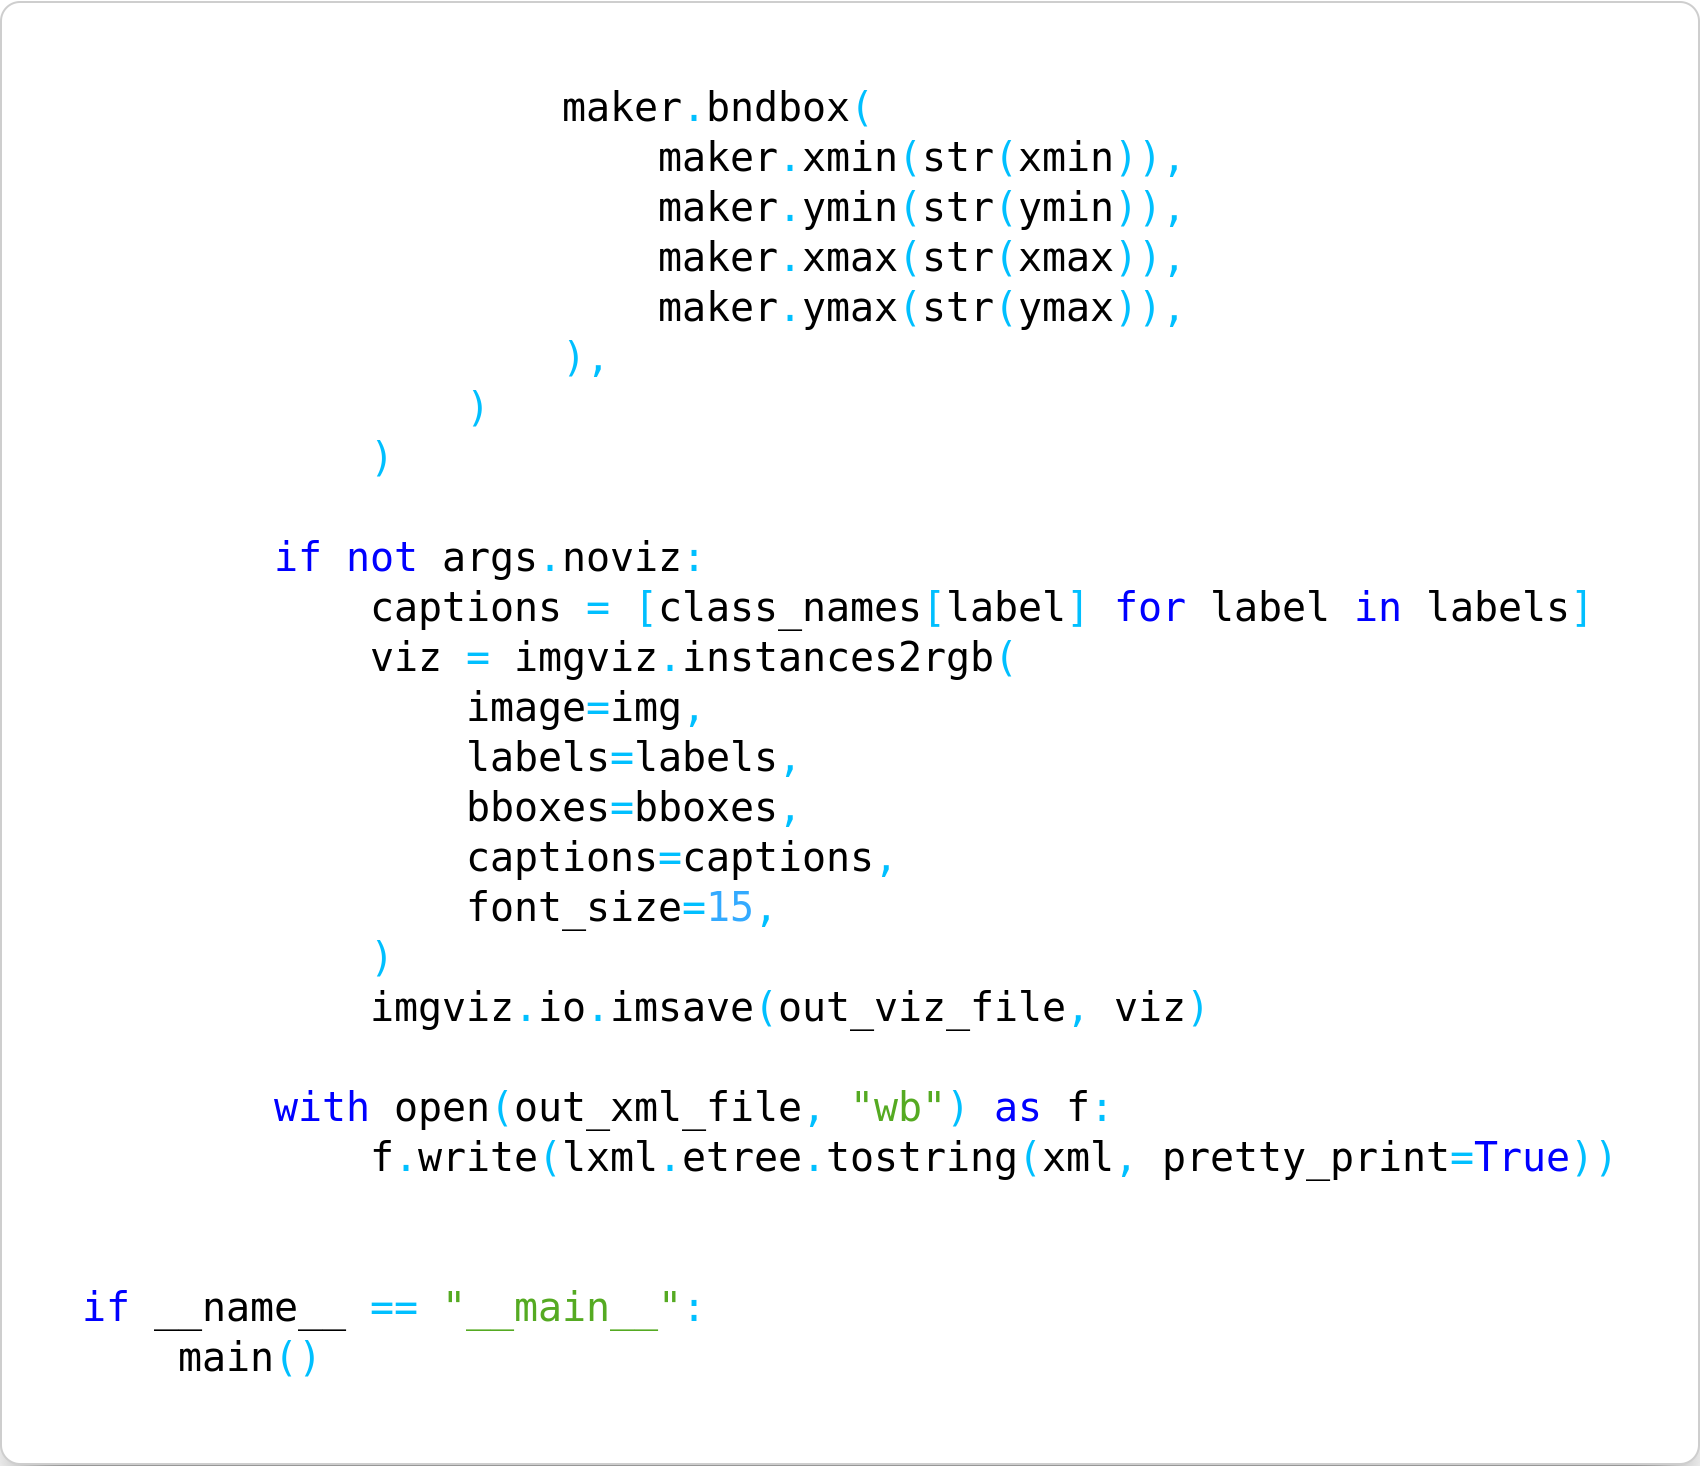 maker.bndbox(
                        maker.xmin(str(xmin)),
                        maker.ymin(str(ymin)),
                        maker.xmax(str(xmax)),
                        maker.ymax(str(ymax)),
                    ),
                )
            )

        if not args.noviz:
            captions = [class_names[label] for label in labels]
            viz = imgviz.instances2rgb(
                image=img,
                labels=labels,
                bboxes=bboxes,
                captions=captions,
                font_size=15,
            )
            imgviz.io.imsave(out_viz_file, viz)

        with open(out_xml_file, "wb") as f:
            f.write(lxml.etree.tostring(xml, pretty_print=True))


if __name__ == "__main__":
    main()